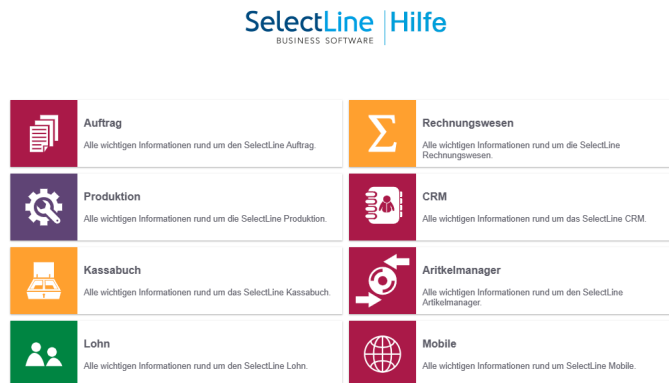 SelectLine Hilfe
BUSINESS SOFTWARE
Auftrag
Alle wichtigen Informationen rund um den SelectLine Auftrag.
Rechnungswesen
Alle wichtigen Informationen rund um die SelectLine
Rechnungswesen.
Produktion
Alle wichtigen Informationen rund um die SelectLine Produktion.
CRM
Alle wichtigen Informationen rund um das SelectLine CRM.
Kassabuch
Alle wichtigen Informationen rund um das SelectLine Kassabuch.
Aritkelmanager
Alle wichtigen Informationen rund um den SelectLine
Artikelmanager.
Lohn
Alle wichtigen Informationen rund um den SelectLine Lohn.
Mobile
Alle wichtigen Informationen rund um SelectLine Mobile.